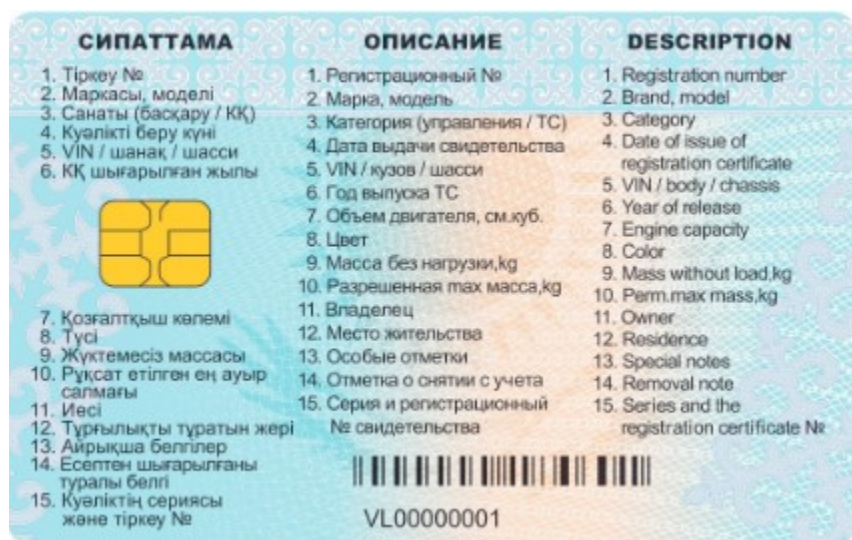 СИПАТТАМА
1. Тіркеу №
2. Маркасы, моделі
3. Санаты (басқару / КҚ)
4. Куәлікті беру күні
5. VIN / шанақ / шасси
6. КҚ шығарылған жылы
7. Қозғалтқыш көлемі
8. Түсі
9. Жүктемесіз массасы
10. Рұқсат етілген ең ауыр
салмағы
11. Иесі
12. Тұрғылықты тұратын жері
13. Айрықша белгілер
14. Есептен шығарылғаны
туралы белгі
15. Куәліктің сериясы
және тіркеу №
ОПИСАНИЕ
1. Регистрационный №
2. Марка, модель
3. Категория (управления / ТС)
4. Дата выдачи свидетельства
5. VIN / кузов / шасси
6. Год выпуска ТС
7. Объем двигателя, см.куб.
8. Цвет
9. Масса без нагрузки,kg
10. Разрешенная max масса,kg
11. Владелец
12. Место жительства
13. Особые отметки
14. Отметка о снятии с учета
15. Серия и регистрационный
№ свидетельства
DESCRIPTION
1. Registration number
2. Brand, model
3. Category
4. Date of issue of
registration certificate
5. VIN / body / chassis
6. Year of release
7. Engine capacity
8. Color
9. Mass without load,kg
10. Perm.max mass,kg
11. Owner
12. Residence
13. Special notes
14. Removal note
15. Series and the
registration certificate №
VL00000001